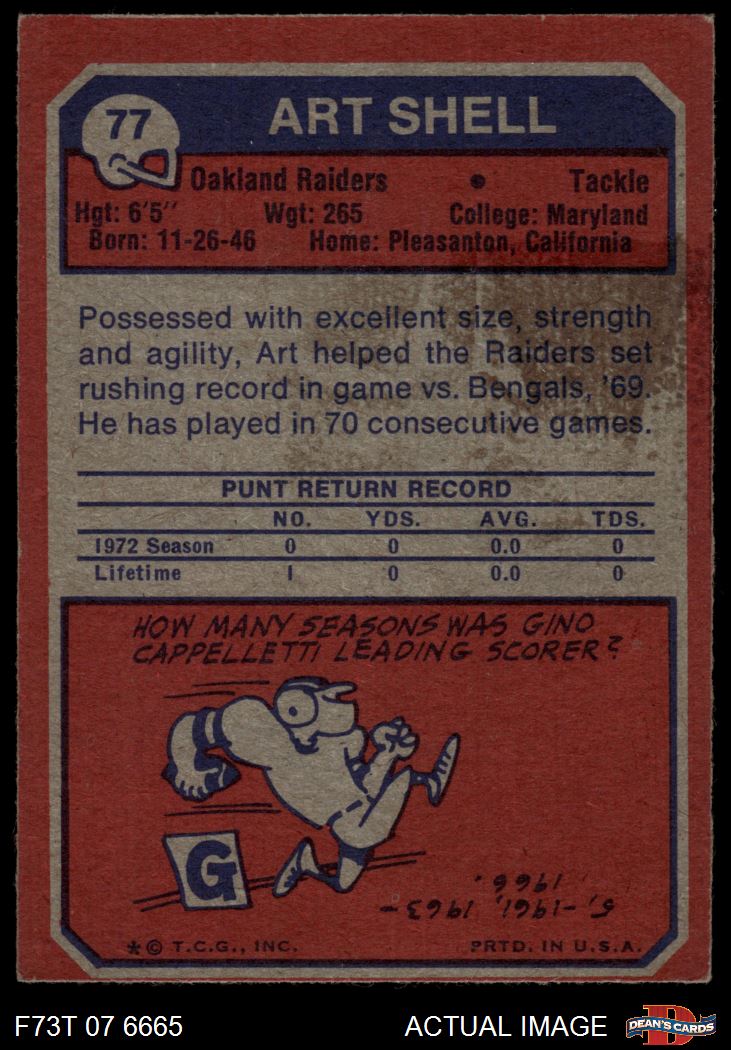 77
ART SHELL
Oakland Raiders • Tackle
Hgt: 6'5'' Wgt: 265 College: Maryland
Born: 11-26-46 Home: Pleasanton, California
Possessed with excellent size, strength
and agility, Art helped the Raiders set
rushing record in game vs. Bengals, '69.
He has played in 70 consecutive games.
PUNT RETURN RECORD
NO. YDS. AVG. TDS.
1972 Season 0 0 0.0 0
Lifetime 1 0 0.0 0
HOW MANY SEASONS WAS GINO
CAPPELLETTI LEADING SCORER?
G
5,-1961, 1963-
1966.
* © T.C.G., INC. PRTD. IN U.S.A.
F73T 07 6665 ACTUAL IMAGE
D
DEAN'S CARDS